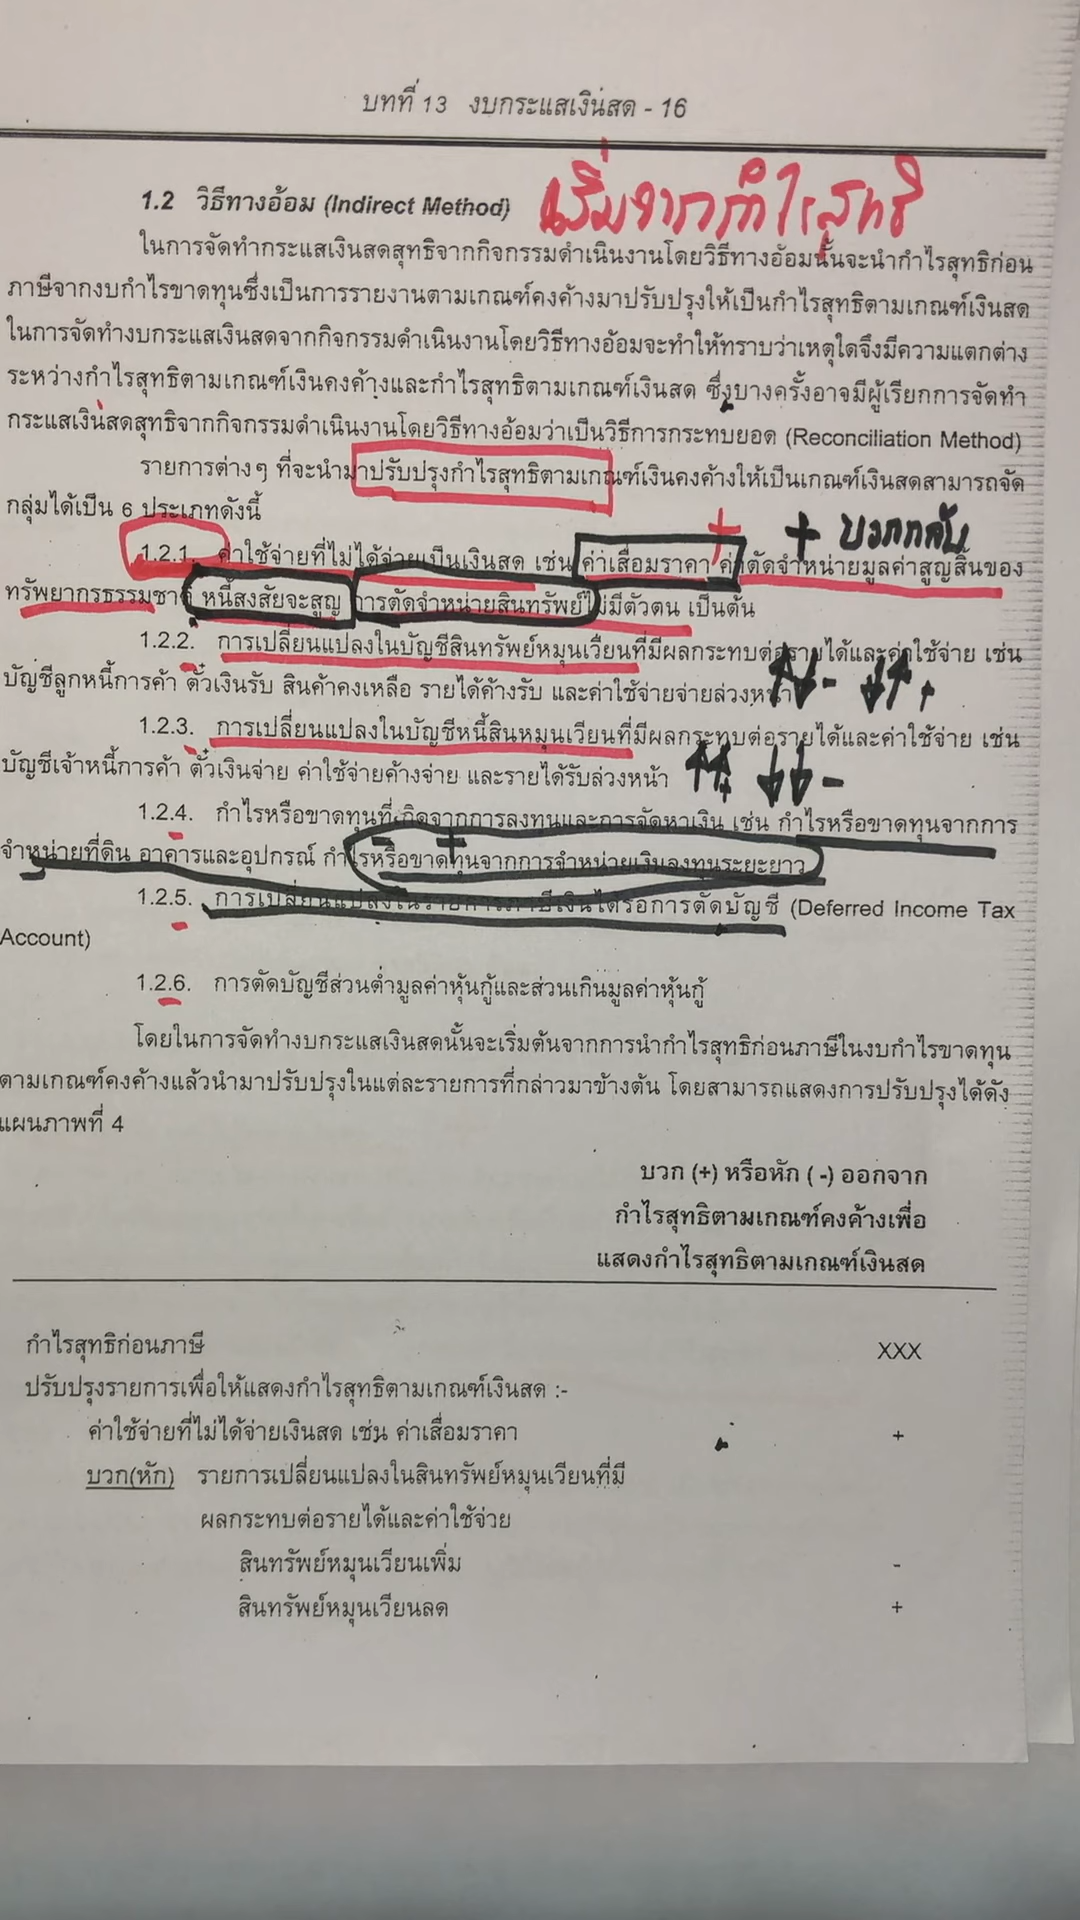 บทที่ 13 งบกระแสเงินสด - 16
1.2 วิธีทางอ้อม (Indirect Method) เริ่มจากกำไรสุทธิ
ในการจัดทำกระแสเงินสดสุทธิจากกิจกรรมดำเนินงานโดยวิธีทางอ้อมนั้นจะนำกำไรสุทธิก่อน
ภาษีจากงบกำไรขาดทุนซึ่งเป็นการรายงานตามเกณฑ์คงค้างมาปรับปรุงให้เป็นกำไรสุทธิตามเกณฑ์เงินสด
ในการจัดทำงบกระแสเงินสดจากกิจกรรมดำเนินงานโดยวิธีทางอ้อมจะทำให้ทราบว่าเหตุใดจึงมีความแตกต่าง
ระหว่างกำไรสุทธิตามเกณฑ์เงินคงค้างและกำไรสุทธิตามเกณฑ์เงินสด ซึ่งบางครั้งอาจมีผู้เรียกการจัดทำ
กระแสเงินสดสุทธิจากกิจกรรมดำเนินงานโดยวิธีทางอ้อมว่าเป็นวิธีการกระทบยอด (Reconciliation Method)
รายการต่างๆ ที่จะนำมาปรับปรุงกำไรสุทธิตามเกณฑ์เงินคงค้างให้เป็นเกณฑ์เงินสดสามารถจัด
กลุ่มได้เป็น 6 ประเภทดังนี้
+ + บวกกลับ
1.2.1. ค่าใช้จ่ายที่ไม่ได้จ่ายเป็นเงินสด เช่น ค่าเสื่อมราคา ค่าตัดจำหน่ายมูลค่าสูญสิ้นของ
ทรัพยากรธรรมชาติ หนี้สงสัยจะสูญ การตัดจำหน่ายสินทรัพย์ไม่มีตัวตน เป็นต้น
1.2.2. การเปลี่ยนแปลงในบัญชีสินทรัพย์หมุนเวียนที่มีผลกระทบต่อรายได้และค่าใช้จ่าย เช่น
บัญชีลูกหนี้การค้า ตั๋วเงินรับ สินค้าคงเหลือ รายได้ค้างรับ และค่าใช้จ่ายจ่ายล่วงหน้า ↑↓ - ↓↑ +
1.2.3. การเปลี่ยนแปลงในบัญชีหนี้สินหมุนเวียนที่มีผลกระทบต่อรายได้และค่าใช้จ่าย เช่น
บัญชีเจ้าหนี้การค้า ตั๋วเงินจ่าย ค่าใช้จ่ายค้างจ่าย และรายได้รับล่วงหน้า ↑↑+ ↓↓ -
1.2.4. กำไรหรือขาดทุนที่เกิดจากการลงทุนและการจัดหาเงิน เช่น กำไรหรือขาดทุนจากการ
- +
จำหน่ายที่ดิน อาคารและอุปกรณ์ กำไรหรือขาดทุนจากการจำหน่ายเงินลงทุนระยะยาว
1.2.5. การเปลี่ยนแปลงในรายการภาษีเงินได้รอการตัดบัญชี (Deferred Income Tax
Account)
1.2.6. การตัดบัญชีส่วนต่ำมูลค่าหุ้นกู้และส่วนเกินมูลค่าหุ้นกู้
โดยในการจัดทำงบกระแสเงินสดนั้นจะเริ่มต้นจากการนำกำไรสุทธิก่อนภาษีในงบกำไรขาดทุน
ตามเกณฑ์คงค้างแล้วนำมาปรับปรุงในแต่ละรายการที่กล่าวมาข้างต้น โดยสามารถแสดงการปรับปรุงได้ดัง
แผนภาพที่ 4
บวก (+) หรือหัก ( -) ออกจาก
กำไรสุทธิตามเกณฑ์คงค้างเพื่อ
แสดงกำไรสุทธิตามเกณฑ์เงินสด
กำไรสุทธิก่อนภาษี XXX
ปรับปรุงรายการเพื่อให้แสดงกำไรสุทธิตามเกณฑ์เงินสด :-
ค่าใช้จ่ายที่ไม่ได้จ่ายเงินสด เช่น ค่าเสื่อมราคา +
บวก(หัก) รายการเปลี่ยนแปลงในสินทรัพย์หมุนเวียนที่มี
ผลกระทบต่อรายได้และค่าใช้จ่วย
สินทรัพย์หมุนเวียนเพิ่ม -
สินทรัพย์หมุนเวียนลด +